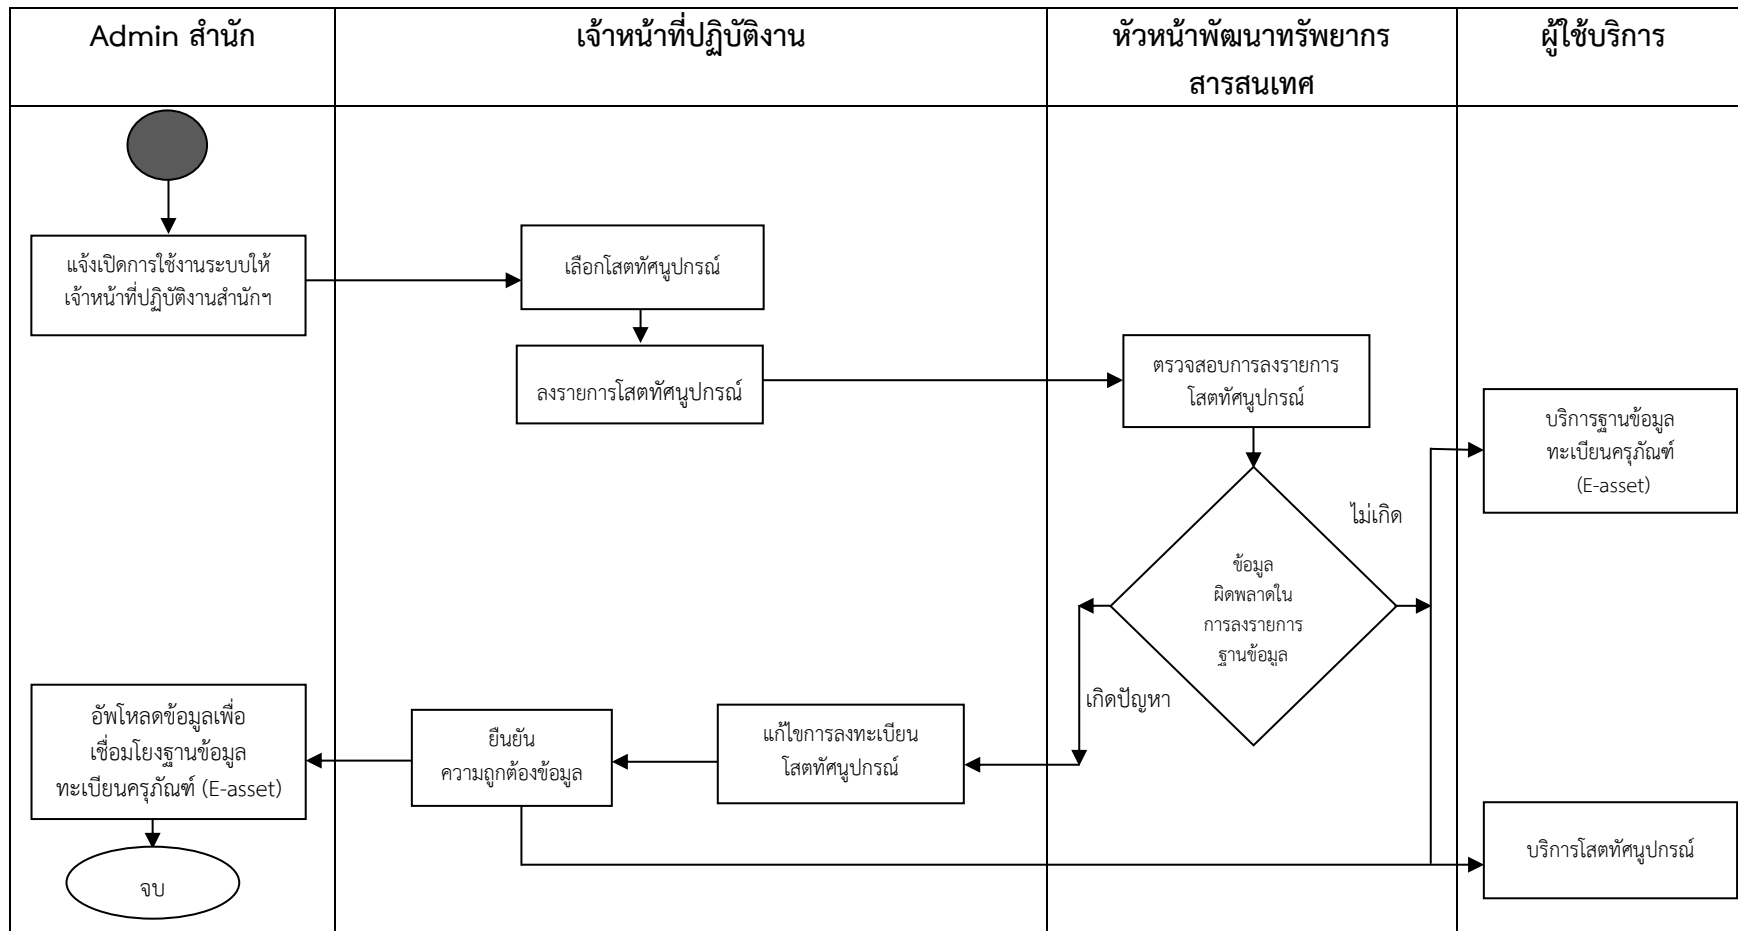 Admin สำนัก
เจ้าหน้าที่ปฏิบัติงาน
หัวหน้าพัฒนาทรัพยากร
สารสนเทศ
ผู้ใช้บริการ
แจ้งเปิดการใช้งานระบบให้
เจ้าหน้าที่ปฏิบัติงานสำนักฯ
เลือกโสตทัศนูปกรณ์
ลงรายการโสตทัศนูปกรณ์
ตรวจสอบการลงรายการ
โสตทัศนูปกรณ์
บริการฐานข้อมูล
ทะเบียนครุภัณฑ์
(E-asset)
ไม่เกิด
ข้อมูล
ผิดพลาดใน
การลงรายการ
ฐานข้อมูล
เกิดปัญหา
แก้ไขการลงทะเบียน
โสตทัศนูปกรณ์
ยืนยัน
ความถูกต้องข้อมูล
อัพโหลดข้อมูลเพื่อ
เชื่อมโยงฐานข้อมูล
ทะเบียนครุภัณฑ์ (E-asset)
บริการโสตทัศนูปกรณ์
จบ